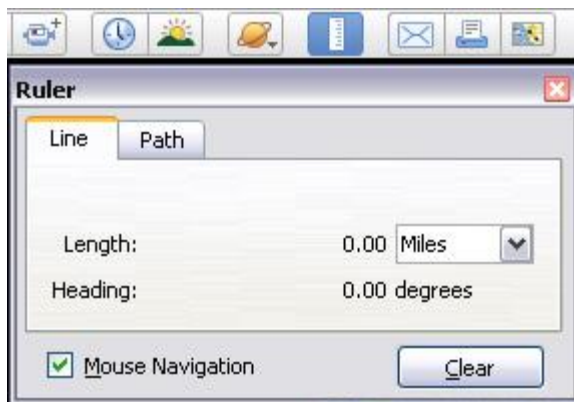 Ruler
Line Path
Length: 0.00 Miles
Heading: 0.00 degrees
Mouse Navigation Clear